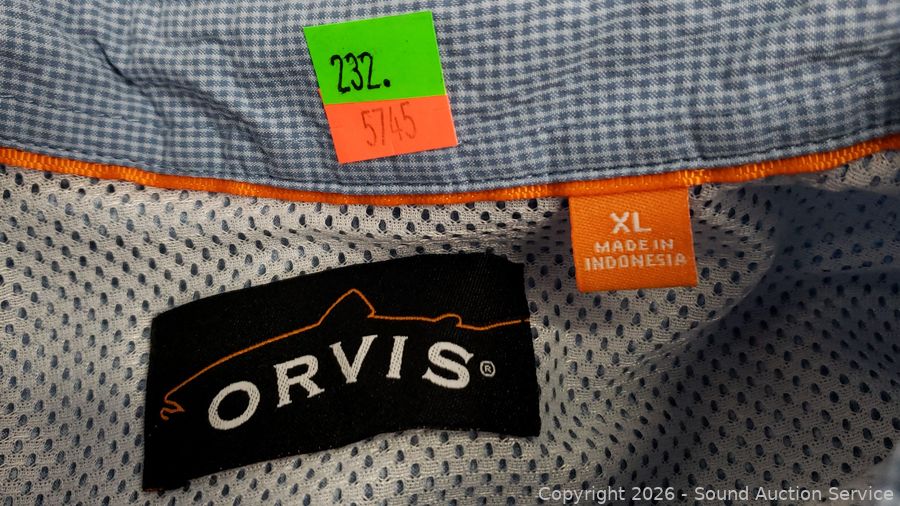 232.
5745
XL
MADE IN
INDONESIA
ORVIS®
Copyright 2026 - Sound Auction Service